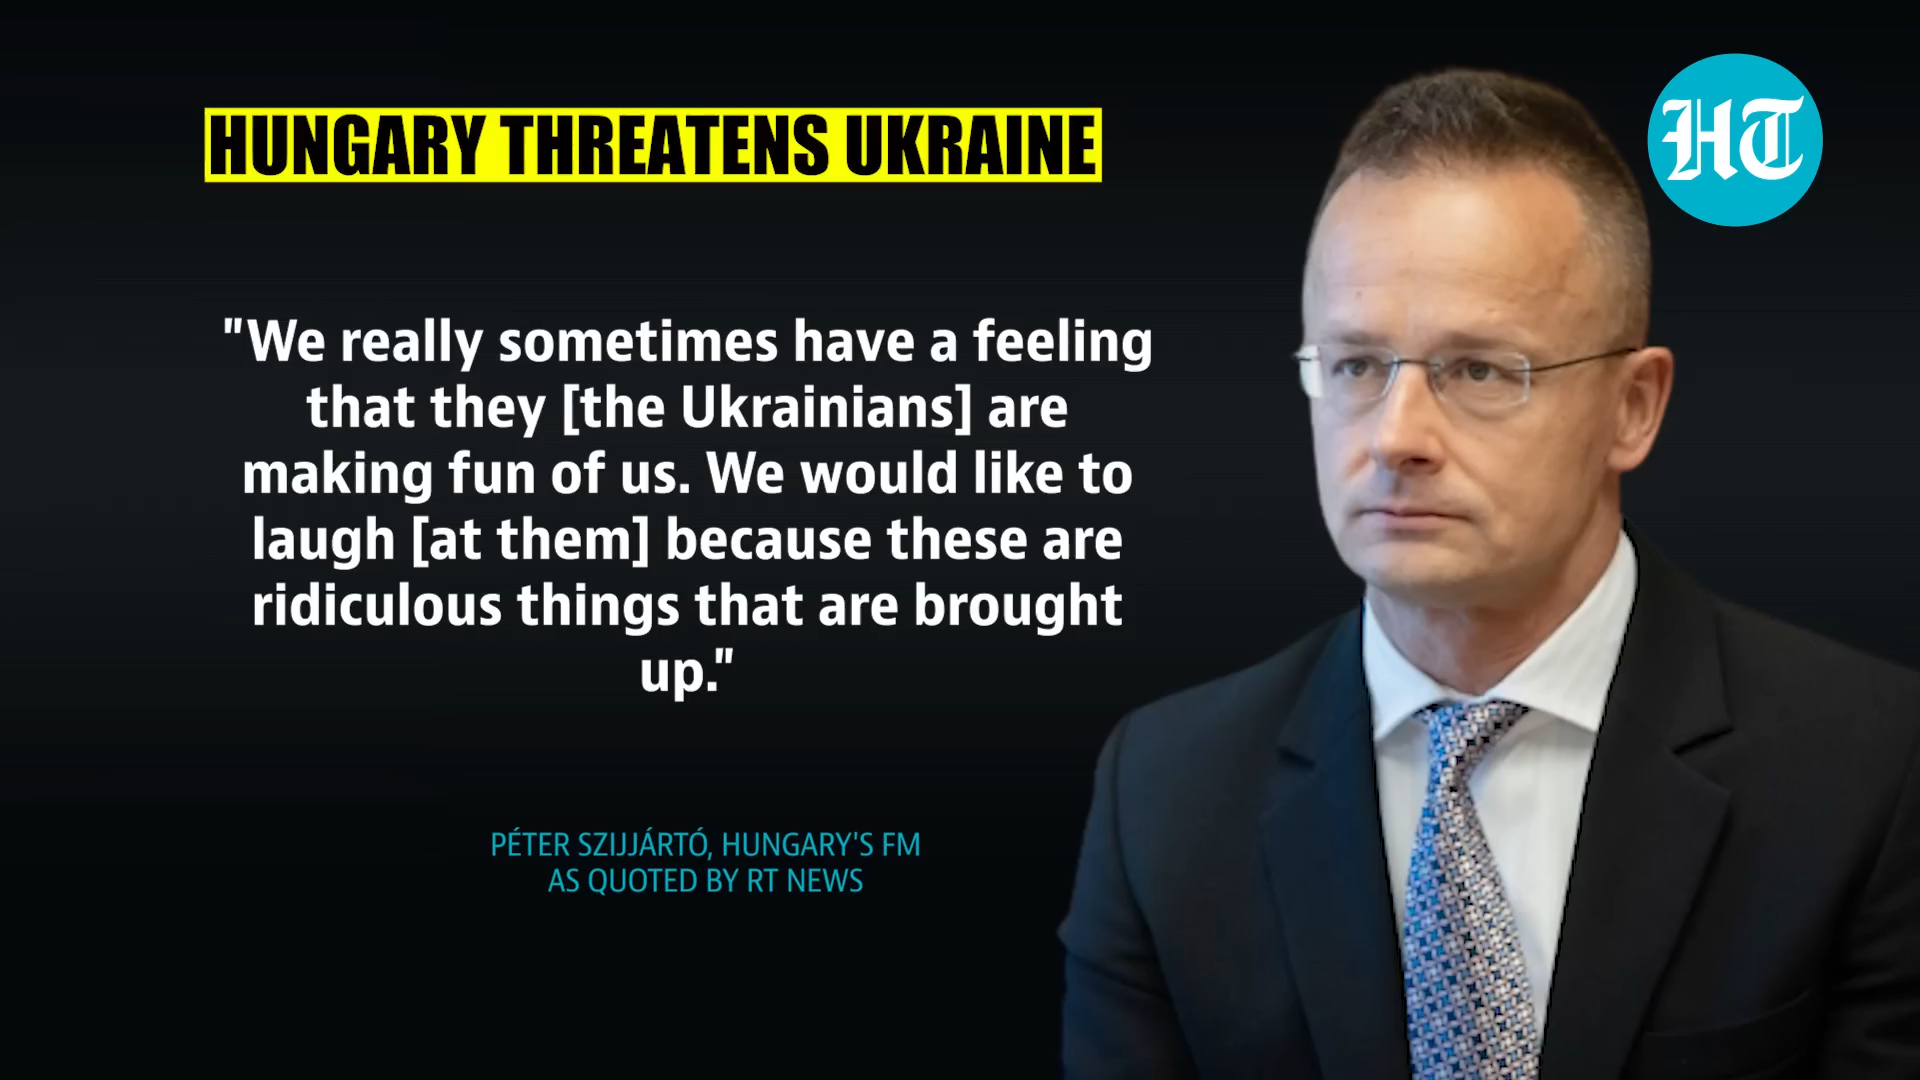 HUNGARY THREATENS UKRAINE
HT
"We really sometimes have a feeling
that they [the Ukrainians] are
making fun of us. We would like to
laugh [at them] because these are
ridiculous things that are brought
up."
PÉTER SZIJJÁRTÓ, HUNGARY'S FM
AS QUOTED BY RT NEWS